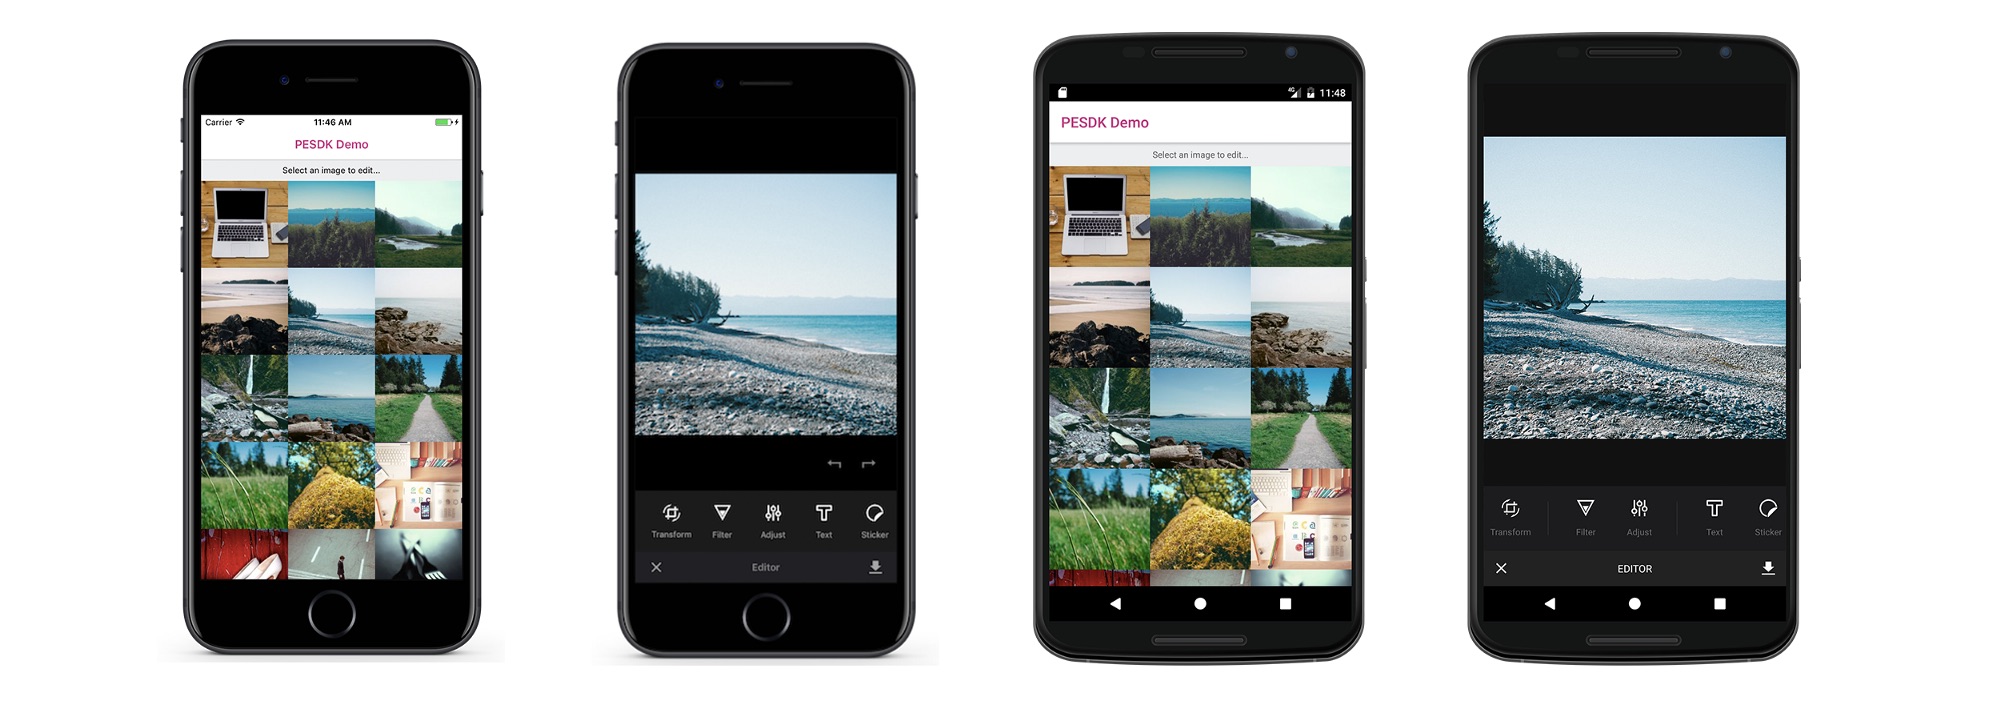 Carrier 11:46 AM
PESDK Demo
Select an image to edit...
Transform Filter Adjust Text Sticker
Editor
4G 11:48
PESDK Demo
Select an image to edit...
Transform Filter Adjust Text Sticker
EDITOR